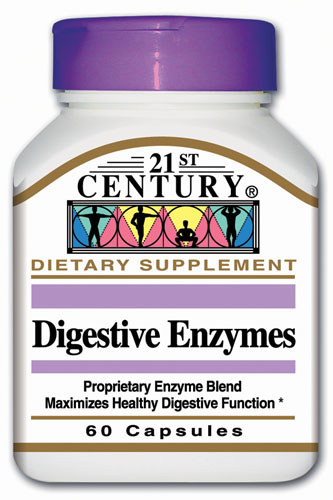 21ST
CENTURY®
DIETARY SUPPLEMENT
Digestive Enzymes
Proprietary Enzyme Blend
Maximizes Healthy Digestive Function *
60 Capsules